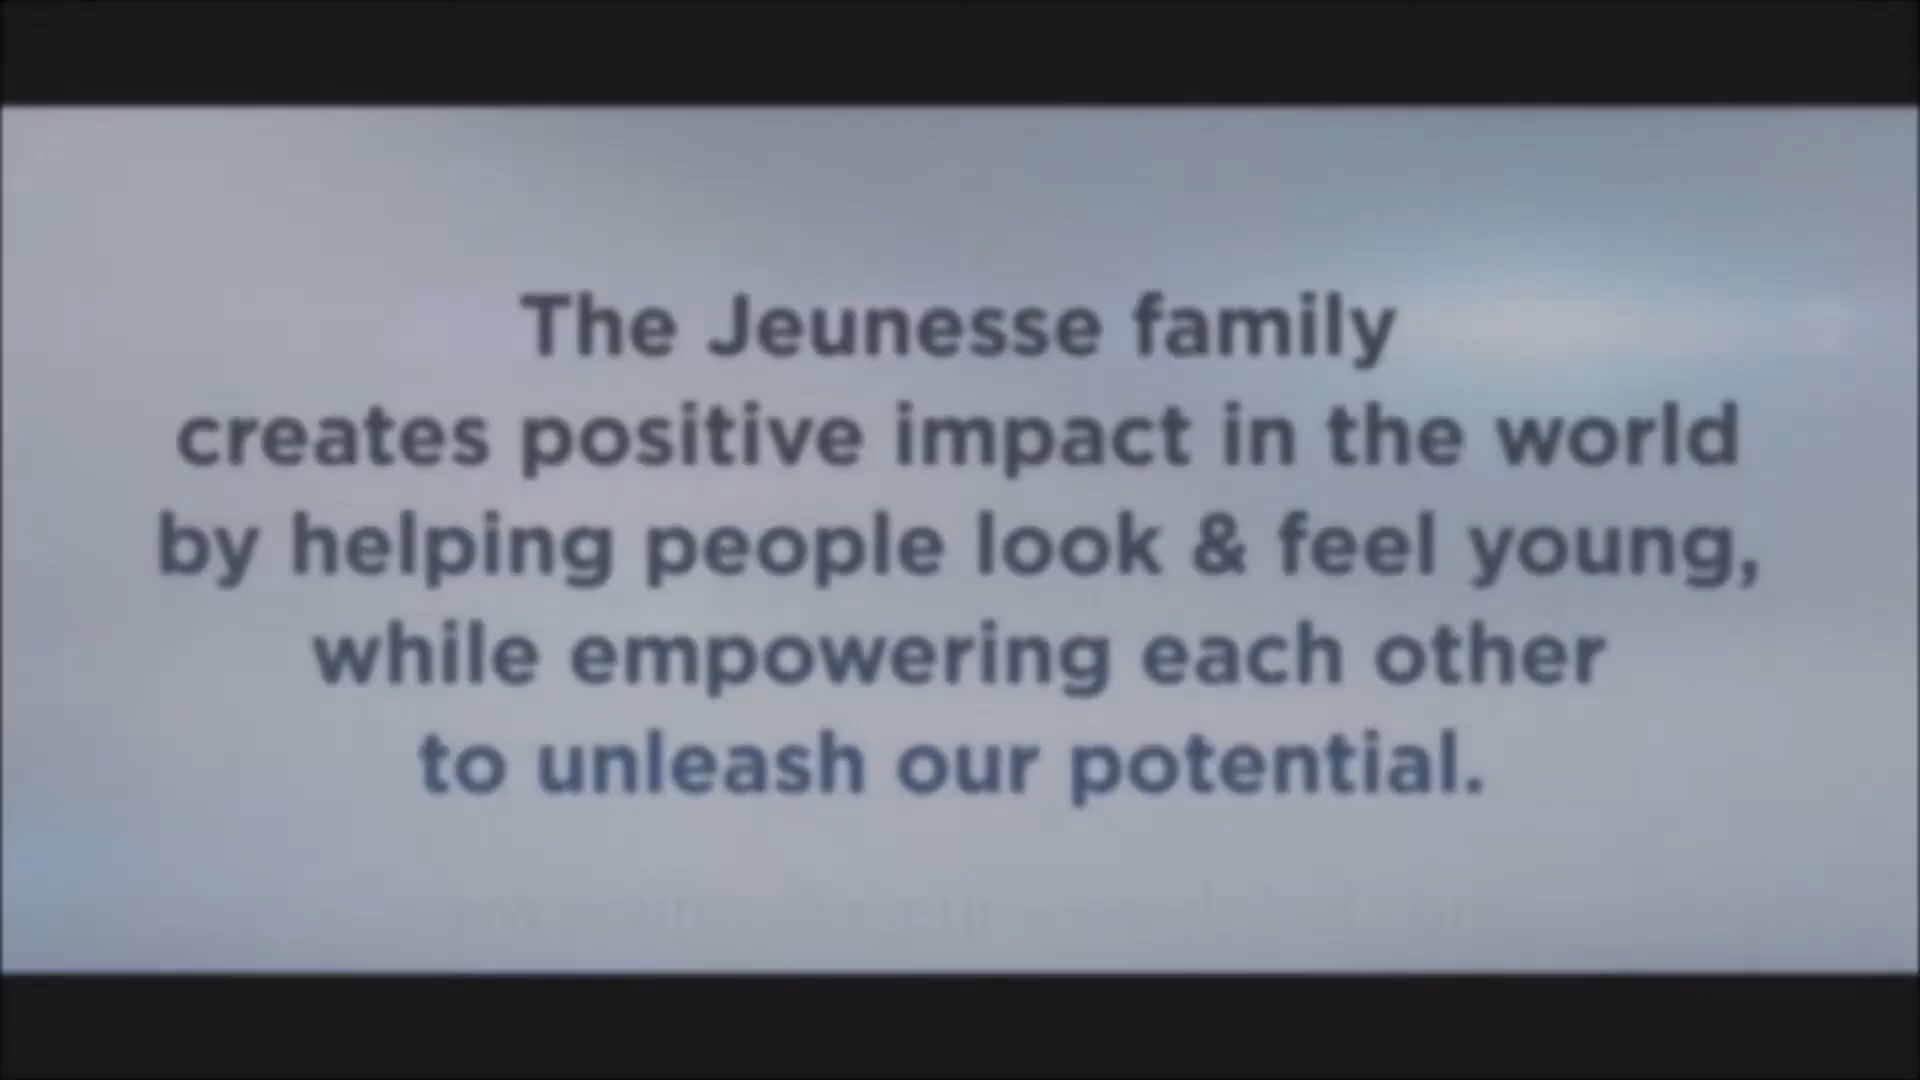 The Jeunesse family
creates positive impact in the world
by helping people look & feel young,
while empowering each other
to unleash our potential.